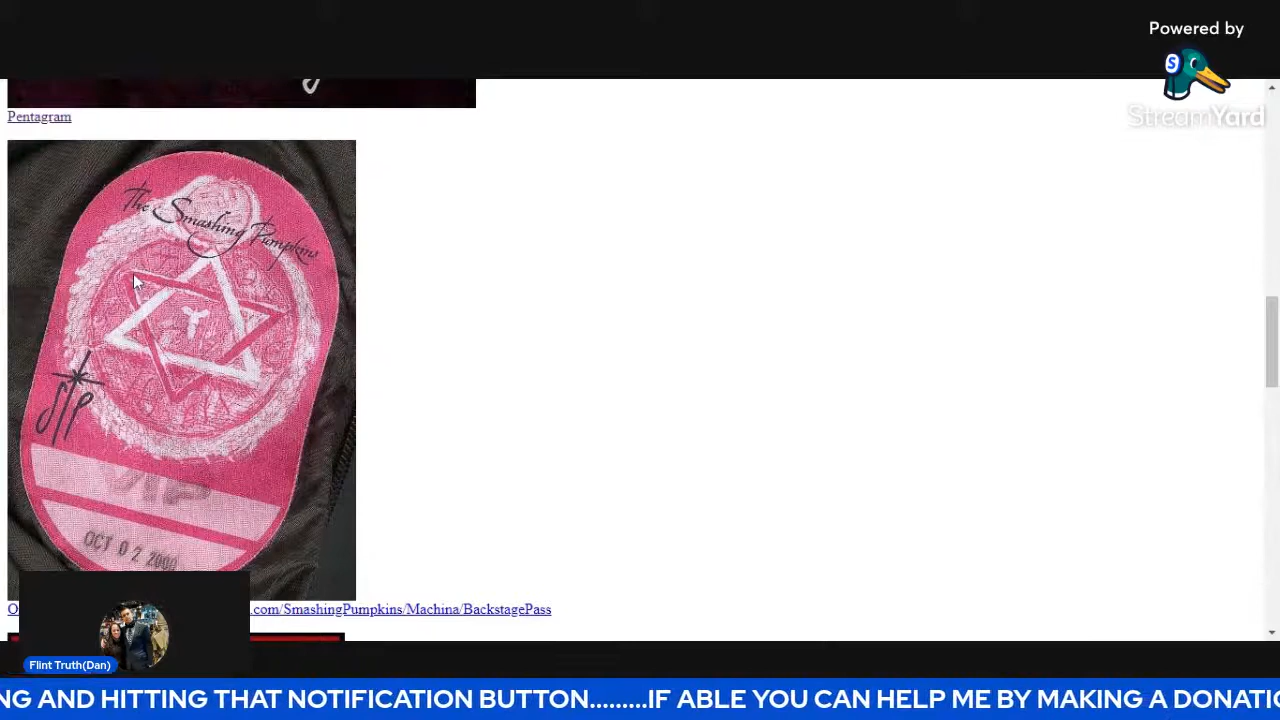 Powered by
StreamYard
Pentagram
The Smashing Pumpkins
STP
OCT 02 2000
O
.com/SmashingPumpkins/Machina/BackstagePass
Flint Truth(Dan)
NG AND HITTING THAT NOTIFICATION BUTTON.........IF ABLE YOU CAN HELP ME BY MAKING A DONATIO